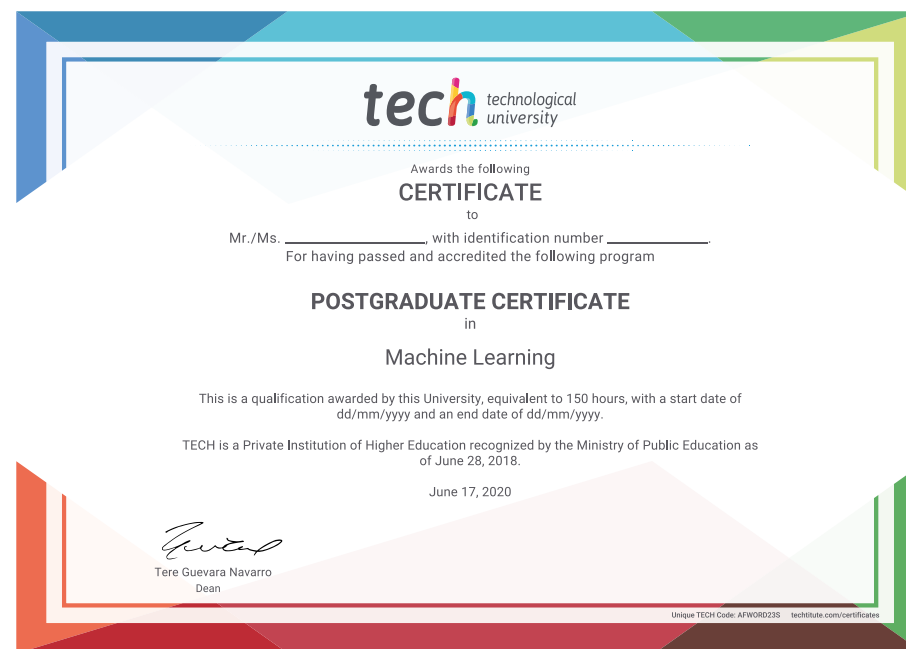 tech technological
university
Awards the following
CERTIFICATE
to
Mr./Ms. ____________________, with identification number ______________.
For having passed and accredited the following program
POSTGRADUATE CERTIFICATE
in
Machine Learning
This is a qualification awarded by this University, equivalent to 150 hours, with a start date of
dd/mm/yyyy and an end date of dd/mm/yyyy.
TECH is a Private Institution of Higher Education recognized by the Ministry of Public Education as
of June 28, 2018.
June 17, 2020
Tere Guevara Navarro
Dean
Unique TECH Code: AFWORD23S techtitute.com/certificates